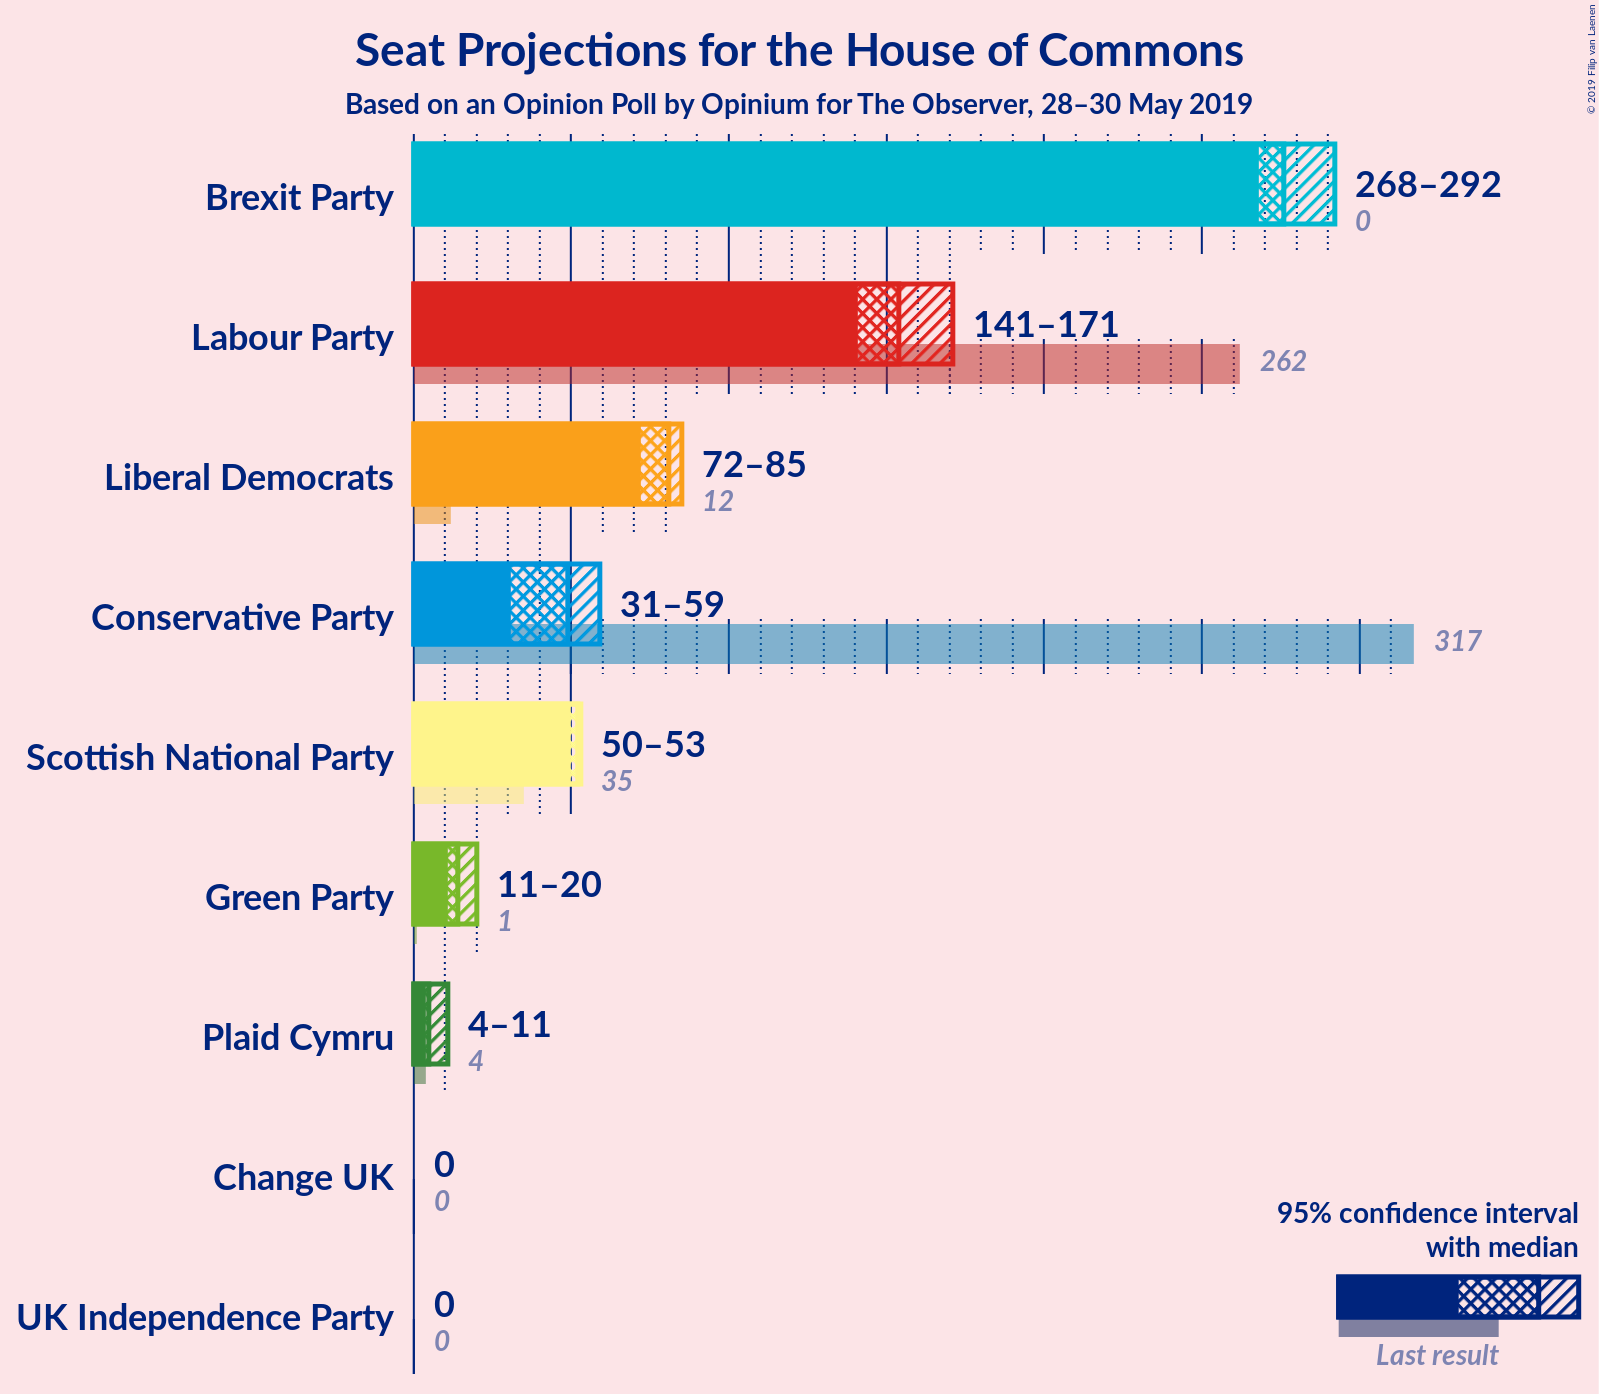 Seat Projections for the House of Commons
Based on an Opinion Poll by Opinium for The Observer, 28–30 May 2019
© 2019 Filip van Laenen
Brexit Party
268–292
0
Labour Party
141–171
262
Liberal Democrats
72–85
12
Conservative Party
31–59
317
Scottish National Party
50–53
35
Green Party
11–20
1
Plaid Cymru
4–11
4
Change UK
0
0
UK Independence Party
0
0
95% confidence interval
with median
Last result